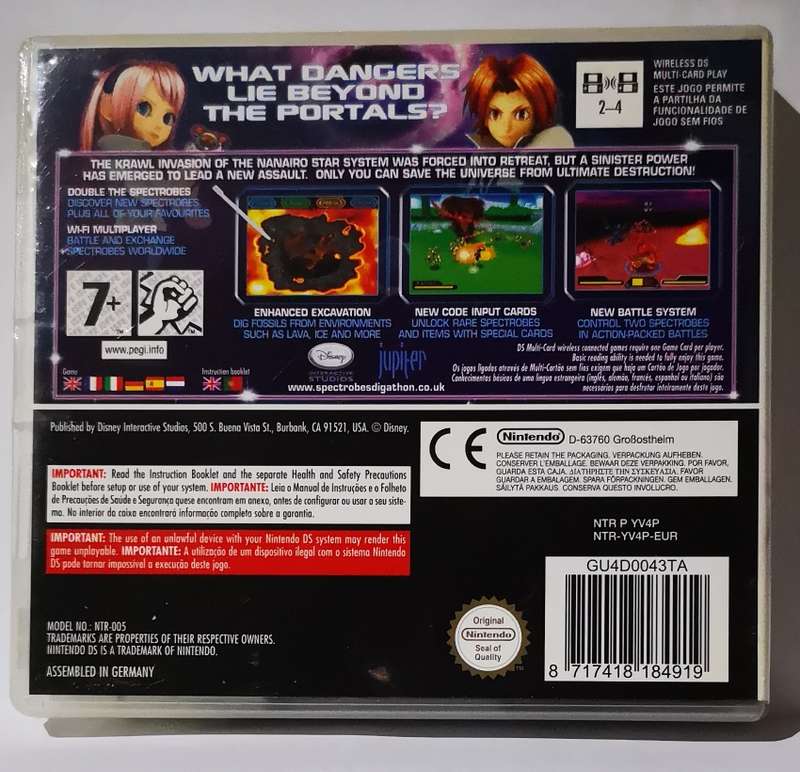 WHAT DANGERS
LIE BEYOND
THE PORTALS?
2–4
WIRELESS DS
MULTI-CARD PLAY
ESTE JOGO PERMITE
A PARTILHA DA
FUNCIONALIDADE DE
JOGO SEM FIOS
THE KRAWL INVASION OF THE NANAIRO STAR SYSTEM WAS FORCED INTO RETREAT, BUT A SINISTER POWER
HAS EMERGED TO LEAD A NEW ASSAULT. ONLY YOU CAN SAVE THE UNIVERSE FROM ULTIMATE DESTRUCTION!
DOUBLE THE SPECTROBES
DISCOVER NEW SPECTROBES
PLUS ALL OF YOUR FAVOURITES
WI-FI MULTIPLAYER
BATTLE AND EXCHANGE
SPECTROBES WORLDWIDE
7+
TM
TM
www.pegi.info
ENHANCED EXCAVATION
DIG FOSSILS FROM ENVIRONMENTS
SUCH AS LAVA, ICE AND MORE
NEW CODE INPUT CARDS
UNLOCK RARE SPECTROBES
AND ITEMS WITH SPECIAL CARDS
NEW BATTLE SYSTEM
CONTROL TWO SPECTROBES
IN ACTION-PACKED BATTLES
Game
Instruction booklet
Disney
INTERACTIVE
STUDIOS
jupiter
www.spectrobesdigathon.co.uk
DS Multi-Card wireless connected games require one Game Card per player.
Basic reading ability is needed to fully enjoy this game.
Os jogos ligados através de Multi-Cartão sem fios exigem que haja um Cartão de Jogo por jogador.
Conhecimentos básicos de uma língua estrangeira (inglês, alemão, francês, espanhol ou italiano) são
necessários para desfrutar inteiramente deste jogo.
Published by Disney Interactive Studios, 500 S. Buena Vista St., Burbank, CA 91521, USA. © Disney.
CE
Nintendo D-63760 Großostheim
PLEASE RETAIN THE PACKAGING. VERPACKUNG AUFHEBEN.
CONSERVER L'EMBALLAGE. BEWAAR DEZE VERPAKKING. POR FAVOR,
GUARDAR ESTA CAJA. ΔΙΑΤΗΡΗΣΤΕ ΤΗΝ ΣΥΣΚΕΥΑΣΙΑ. FAVOR
GUARDAR A EMBALAGEM. SPARA FÖRPACKNINGEN. GEM EMBALLAGEN.
SÄILYTÄ PAKKAUS. CONSERVA QUESTO INVOLUCRO.
IMPORTANT: Read the Instruction Booklet and the separate Health and Safety Precautions
Booklet before setup or use of your system. IMPORTANTE: Leia o Manual de Instruções e o Folheto
de Precauções de Saúde e Segurança quese encontram em anexo, antes de configurar ou usar a seu siste-
ma. No interior da caixa encontrará informação completa sobre a garantia.
IMPORTANT: The use of an unlawful device with your Nintendo DS system may render this
game unplayable. IMPORTANTE: A utilização de um dispositivo ilegal com o sistema Nintendo
DS pode tornar impossível a execução deste jogo.
NTR P YV4P
NTR-YV4P-EUR
GU4D0043TA
8 717418 184919
Original
Nintendo
Seal of
Quality
TM
MODEL NO.: NTR-005
TRADEMARKS ARE PROPERTIES OF THEIR RESPECTIVE OWNERS.
NINTENDO DS IS A TRADEMARK OF NINTENDO.
ASSEMBLED IN GERMANY